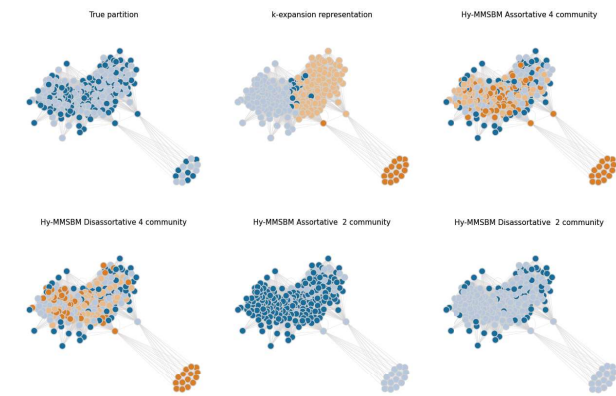 True partition
k-expansion representation
Hy-MMSBM Assortative 4 community
Hy-MMSBM Disassortative 4 community
Hy-MMSBM Assortative  2 community
Hy-MMSBM Disassortative  2 community